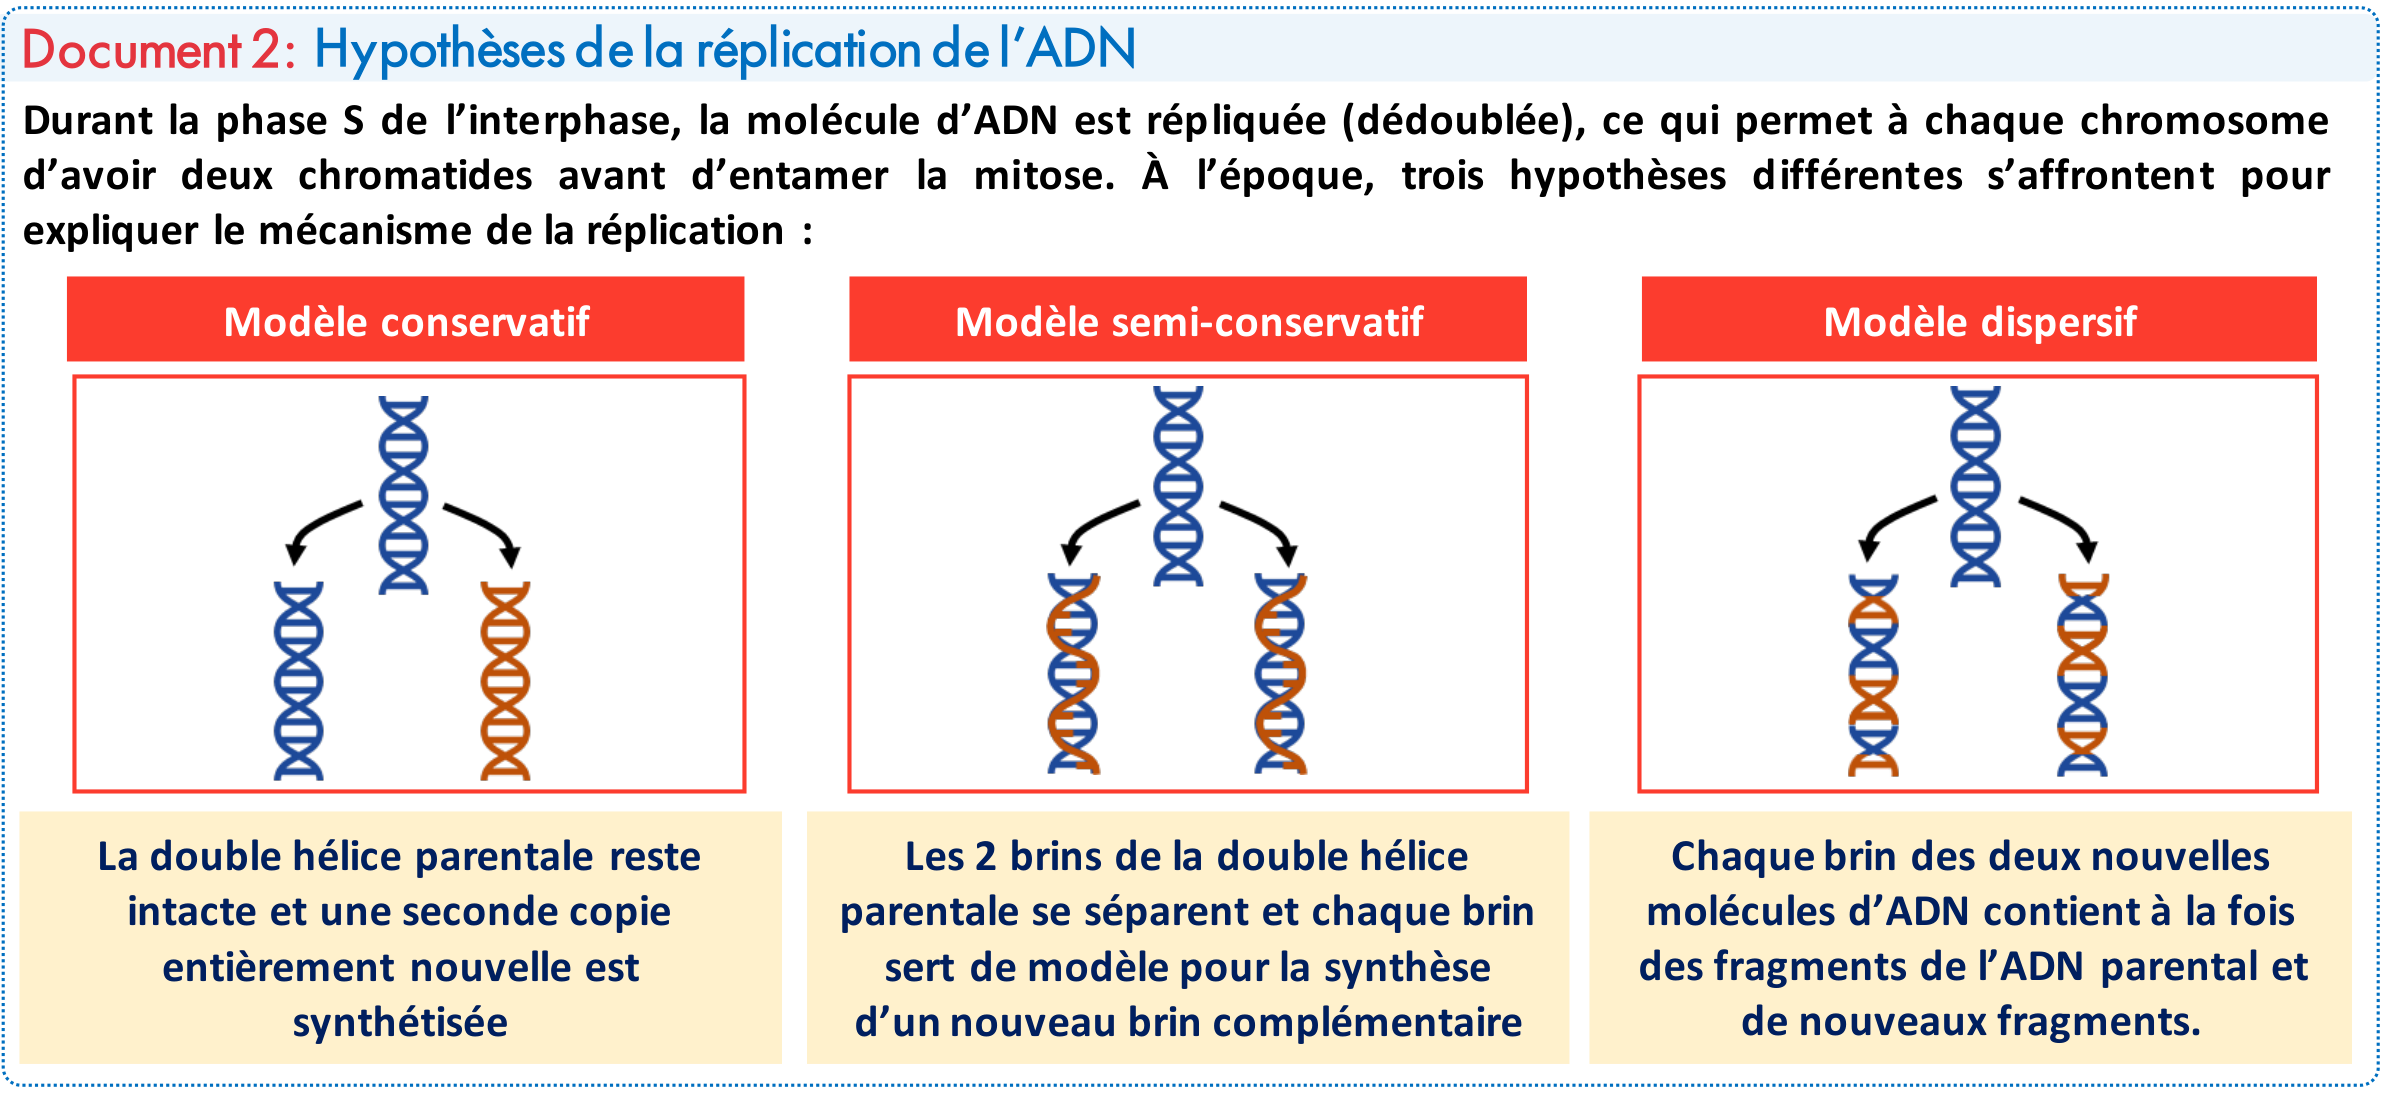 Document 2: Hypothèses de la réplication de l’ADN
Durant la phase S de l’interphase, la molécule d’ADN est répliquée (dédoublée), ce qui permet à chaque chromosome
d’avoir deux chromatides avant d’entamer la mitose. À l’époque, trois hypothèses différentes s’affrontent pour
expliquer le mécanisme de la réplication :
Modèle conservatif
La double hélice parentale reste
intacte et une seconde copie
entièrement nouvelle est
synthétisée
Modèle semi-conservatif
Les 2 brins de la double hélice
parentale se séparent et chaque brin
sert de modèle pour la synthèse
d’un nouveau brin complémentaire
Modèle dispersif
Chaque brin des deux nouvelles
molécules d’ADN contient à la fois
des fragments de l’ADN parental et
de nouveaux fragments.